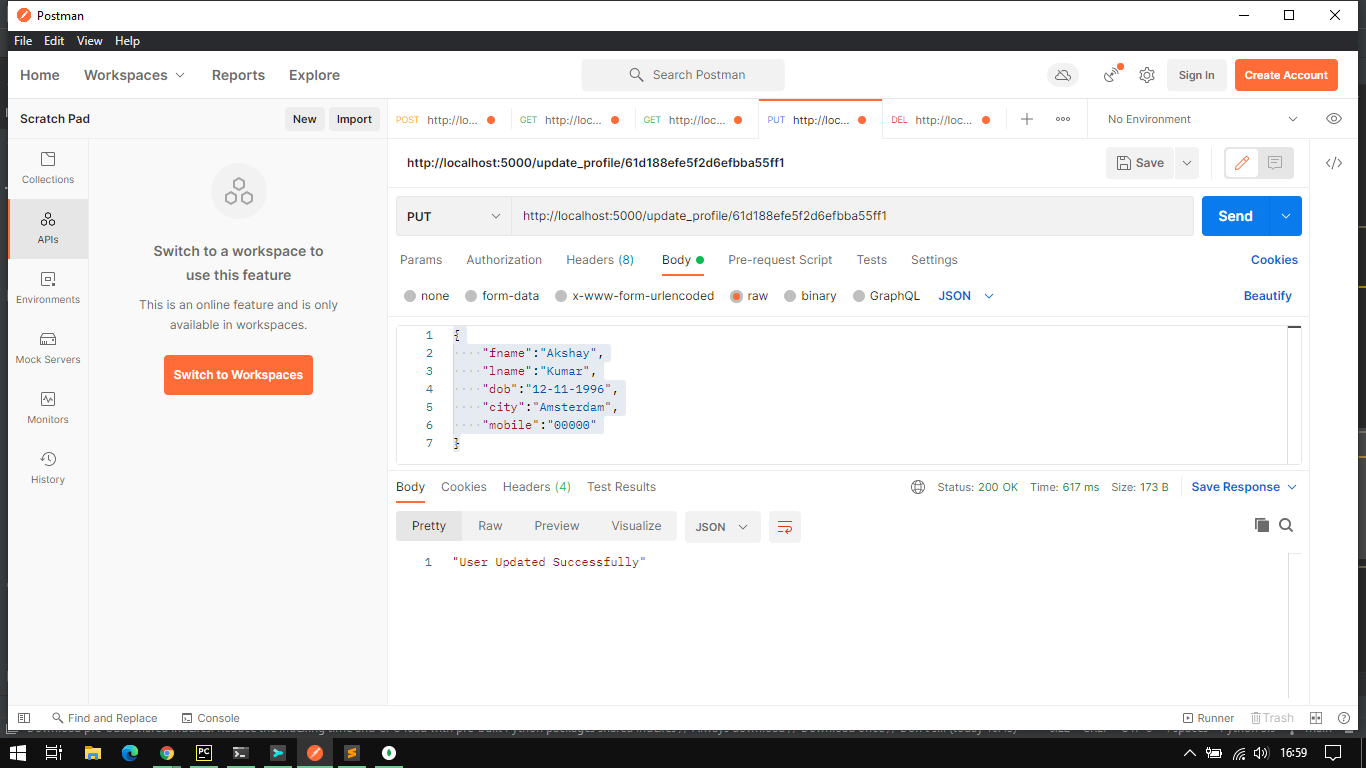 Postman
File Edit View Help
Home Workspaces Reports Explore Search Postman Sign In Create Account
Scratch Pad New Import
POST http://lo... GET http://loc... GET http://loc... PUT http://loc... DEL http://loc... No Environment
http://localhost:5000/update_profile/61d188efe5f2d6efbba55ff1 Save
PUT http://localhost:5000/update_profile/61d188efe5f2d6efbba55ff1 Send
Params Authorization Headers (8) Body Pre-request Script Tests Settings Cookies
none form-data x-www-form-urlencoded raw binary GraphQL JSON Beautify
1 {
2 "fname":"Akshay",
3 "lname":"Kumar",
4 "dob":"12-11-1996",
5 "city":"Amsterdam",
6 "mobile":"00000"
7 }
Collections
APIs
Environments
Mock Servers
Monitors
History
Switch to a workspace to
use this feature
This is an online feature and is only
available in workspaces.
Switch to Workspaces
Body Cookies Headers (4) Test Results Status: 200 OK Time: 617 ms Size: 173 B Save Response
Pretty Raw Preview Visualize JSON
1 "User Updated Successfully"
Find and Replace Console Runner Trash
PC 16:59